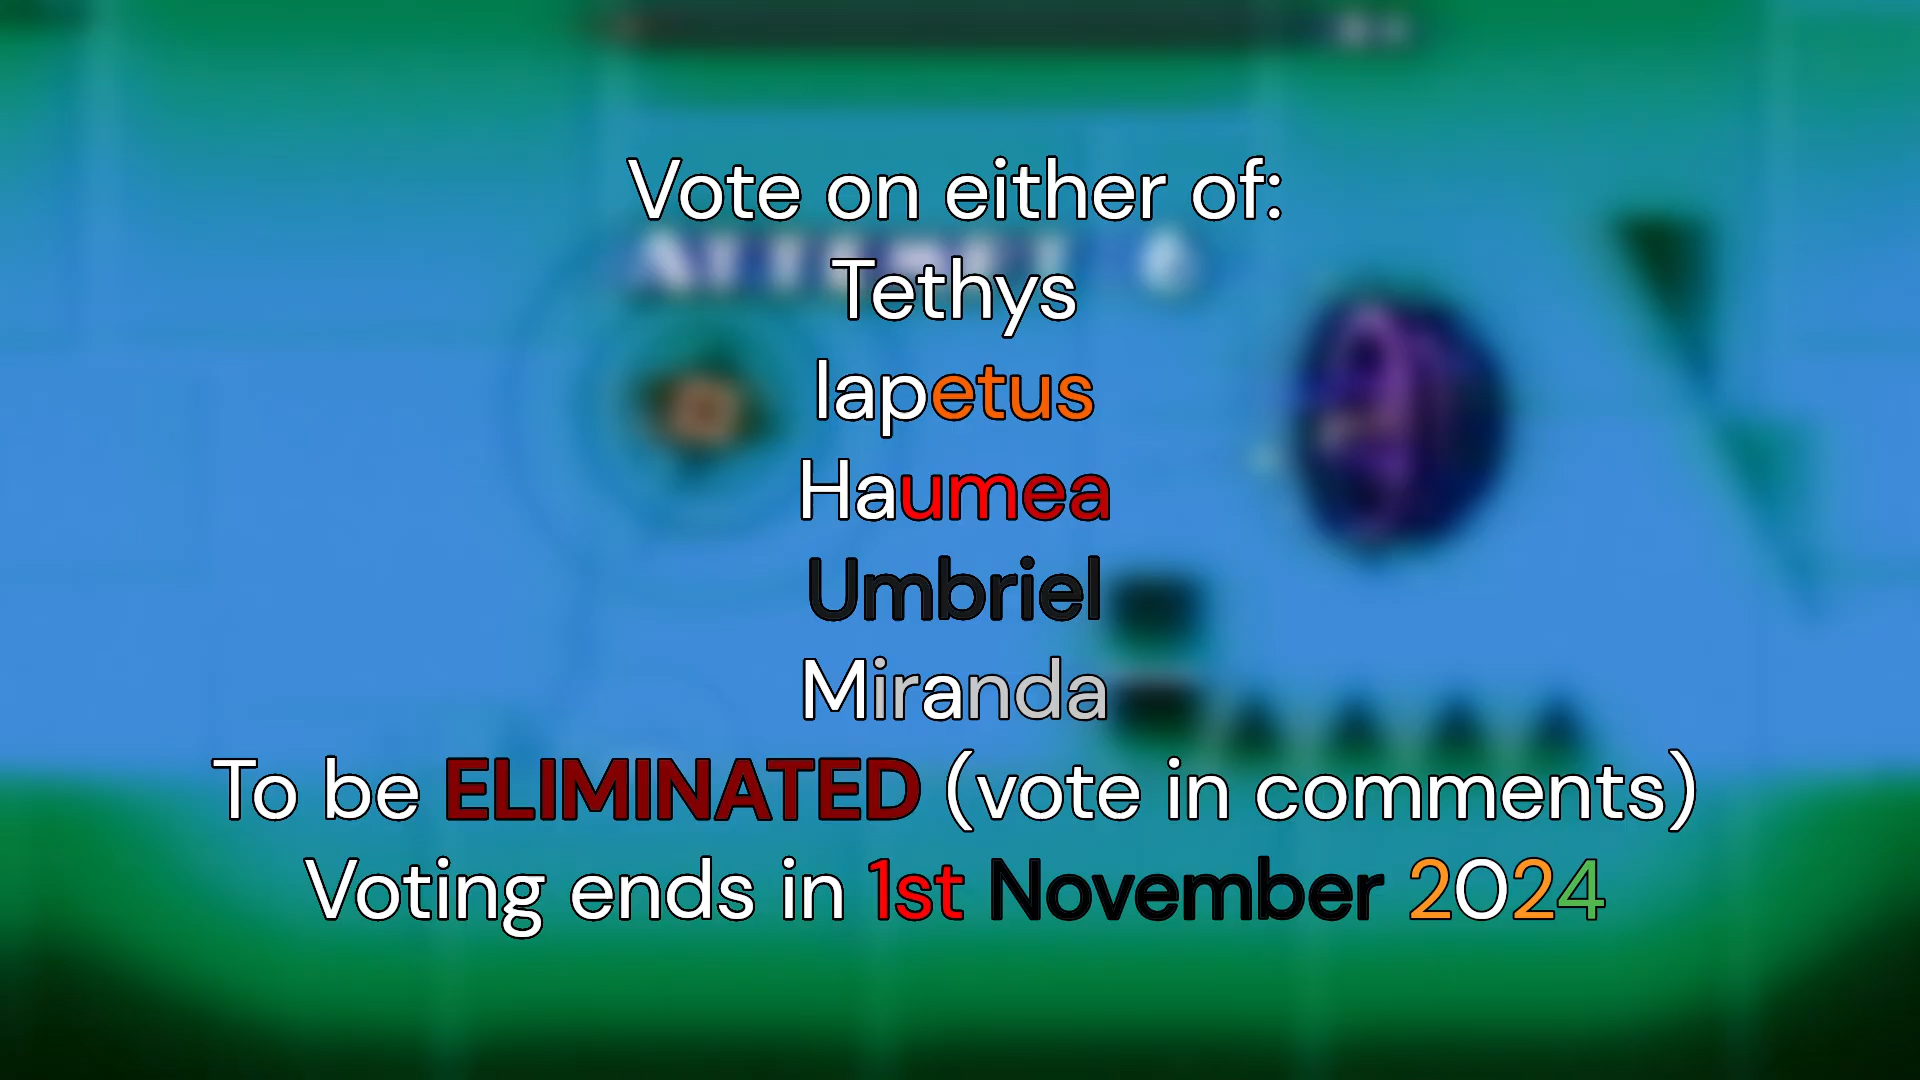 Vote on either of:
Tethys
Iapetus
Haumea
Umbriel
Miranda
To be ELIMINATED (vote in comments)
Voting ends in 1st November 2024